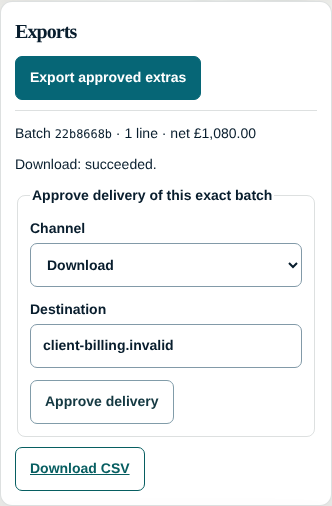 Exports
Export approved extras
Batch 22b8668b · 1 line · net £1,080.00
Download: succeeded.
Approve delivery of this exact batch
Channel
Download
Destination
client-billing.invalid
Approve delivery
Download CSV